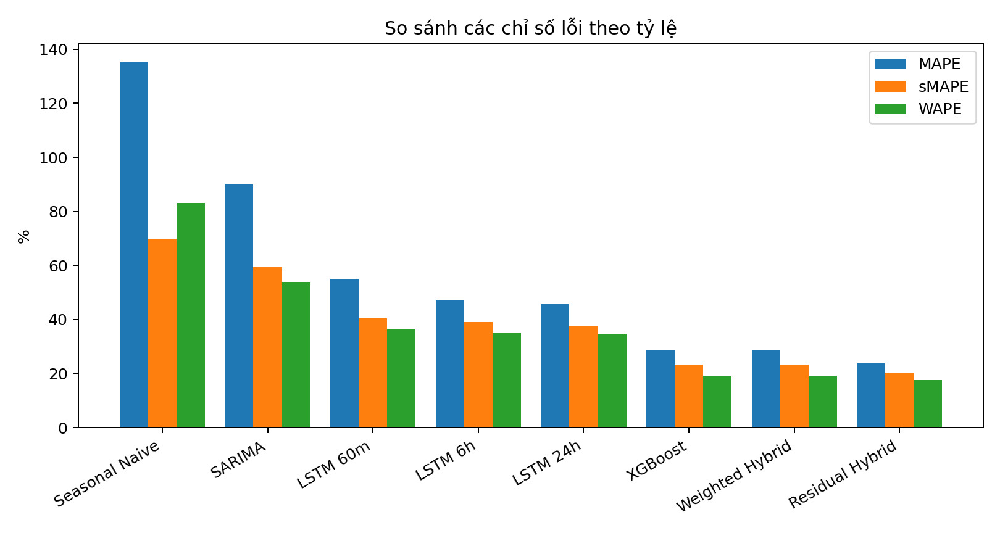 So sánh các chỉ số lỗi theo tỷ lệ
MAPE
sMAPE
WAPE
%
140
120
100
80
60
40
20
0
Seasonal Naive
SARIMA
LSTM 60m
LSTM 6h
LSTM 24h
XGBoost
Weighted Hybrid
Residual Hybrid